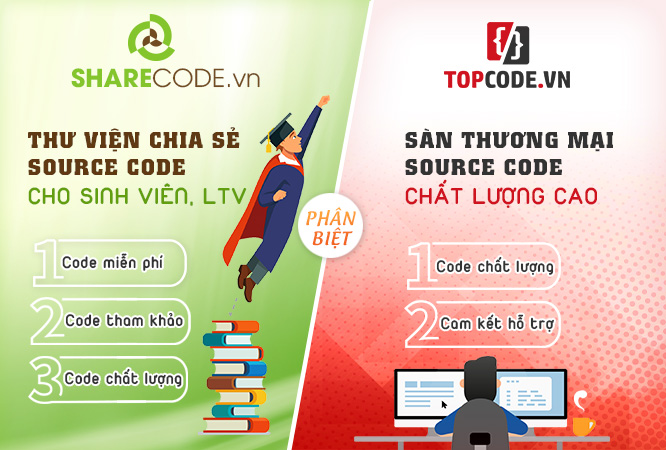 SHARECODE.vn
THƯ VIỆN CHIA SẺ
SOURCE CODE
CHO SINH VIÊN, LTV
1 Code miễn phí
2 Code tham khảo
3 Code chất lượng
PHÂN
BIỆT
{/}
TOPCODE.VN
SÀN THƯƠNG MẠI
SOURCE CODE
CHẤT LƯỢNG CAO
1 Code chất lượng
2 Cam kết hỗ trợ